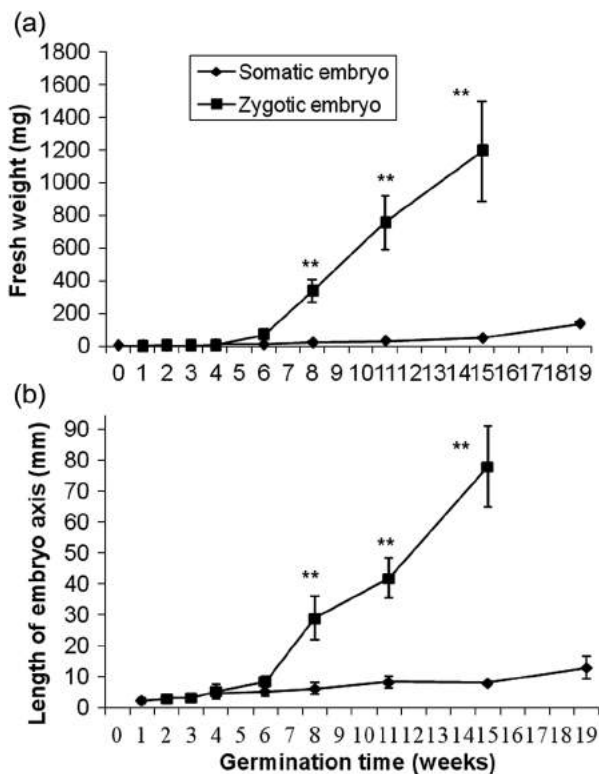 (a)
1800
1600
1400
1200
1000
800
600
400
200
0
Fresh weight (mg)
Somatic embryo
Zygotic embryo
**
**
**
0 1 2 3 4 5 6 7 8 9 10 11 12 13 14 15 16 17 18 19
(b)
90
80
70
60
50
40
30
20
10
0
Length of embryo axis (mm)
**
**
**
0 1 2 3 4 5 6 7 8 9 10 11 12 13 14 15 16 17 18 19
Germination time (weeks)